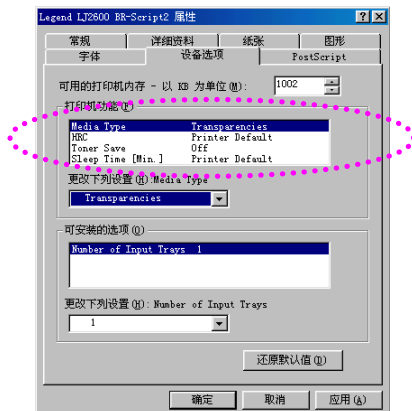 Legend LJ2600 BR-Script2 属性
常规 详细资料 纸张 图形
字体 设备选项 PostScript
可用的打印机内存 - 以 KB 为单位(M): 1002
打印机功能(F)
Media Type Transparencies
HRC Printer Default
Toner Save Off
Sleep Time [Min.] Printer Default
更改下列设置(H):Media Type
Transparencies
可安装的选项(O)
Number of Input Trays 1
更改下列设置(H): Number of Input Trays
1
还原默认值(D)
确定 取消 应用(A)